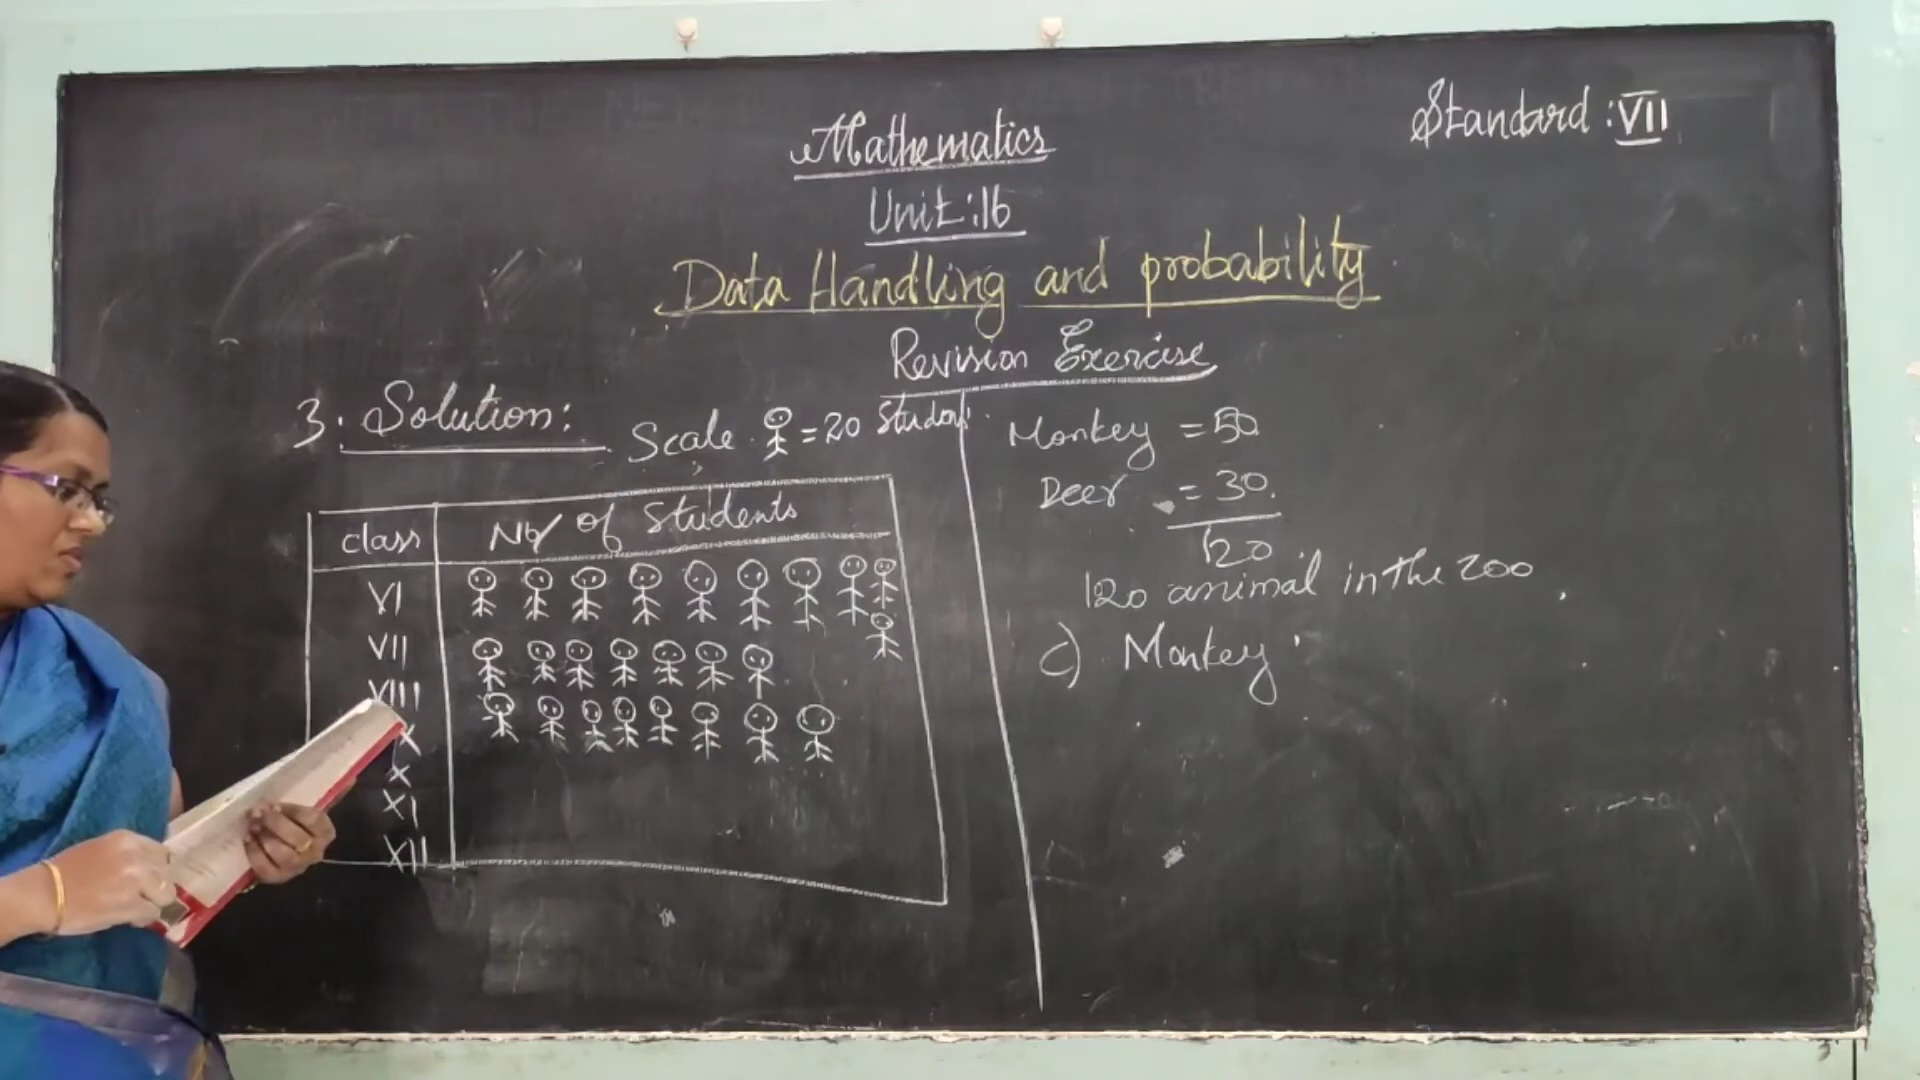 Standard : VII
Mathematics
Unit : 16
Data Handling and probability
Revision Exercise
3. Solution:
Scale = 20 Student.
class No/ of Students
VI
VII
VIII
X
X
XI
XII
Monkey = 50
Deer = 30.
120
120 animal in the zoo
c) Monkey